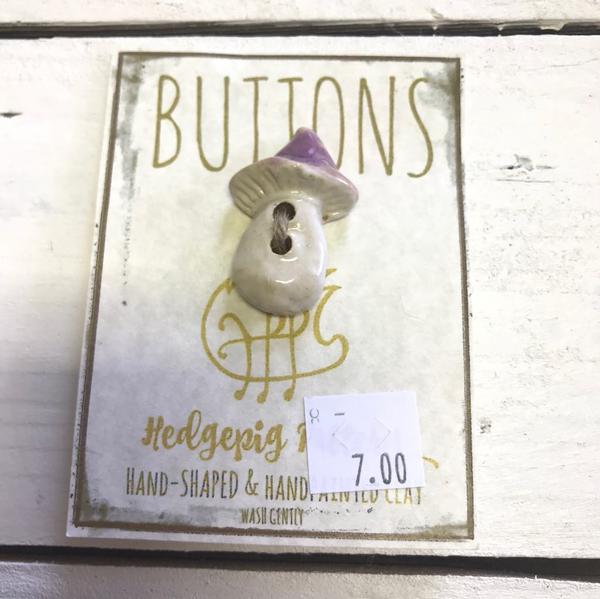 BUTTONS
Hedgepig
7.00
HAND-SHAPED & HANDPAINTED CLAY
WASH GENTLY